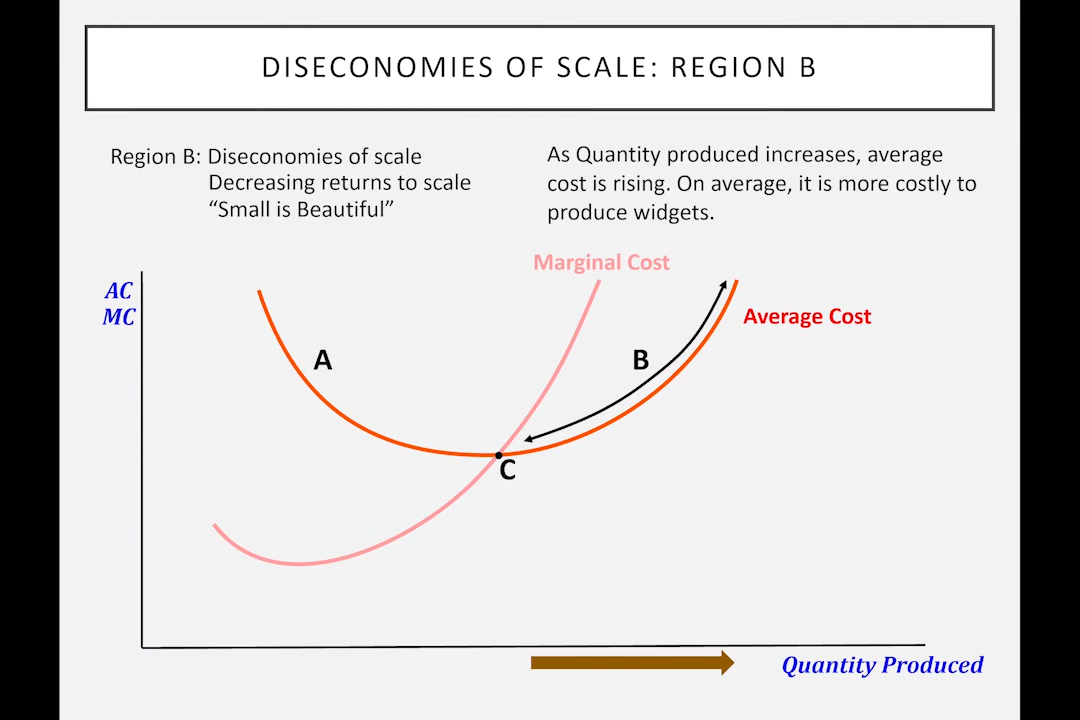 DISECONOMIES OF SCALE: REGION B
Region B: Diseconomies of scale
Decreasing returns to scale
“Small is Beautiful”
As Quantity produced increases, average
cost is rising. On average, it is more costly to
produce widgets.
Marginal Cost
AC
MC
Average Cost
A
B
C
Quantity Produced